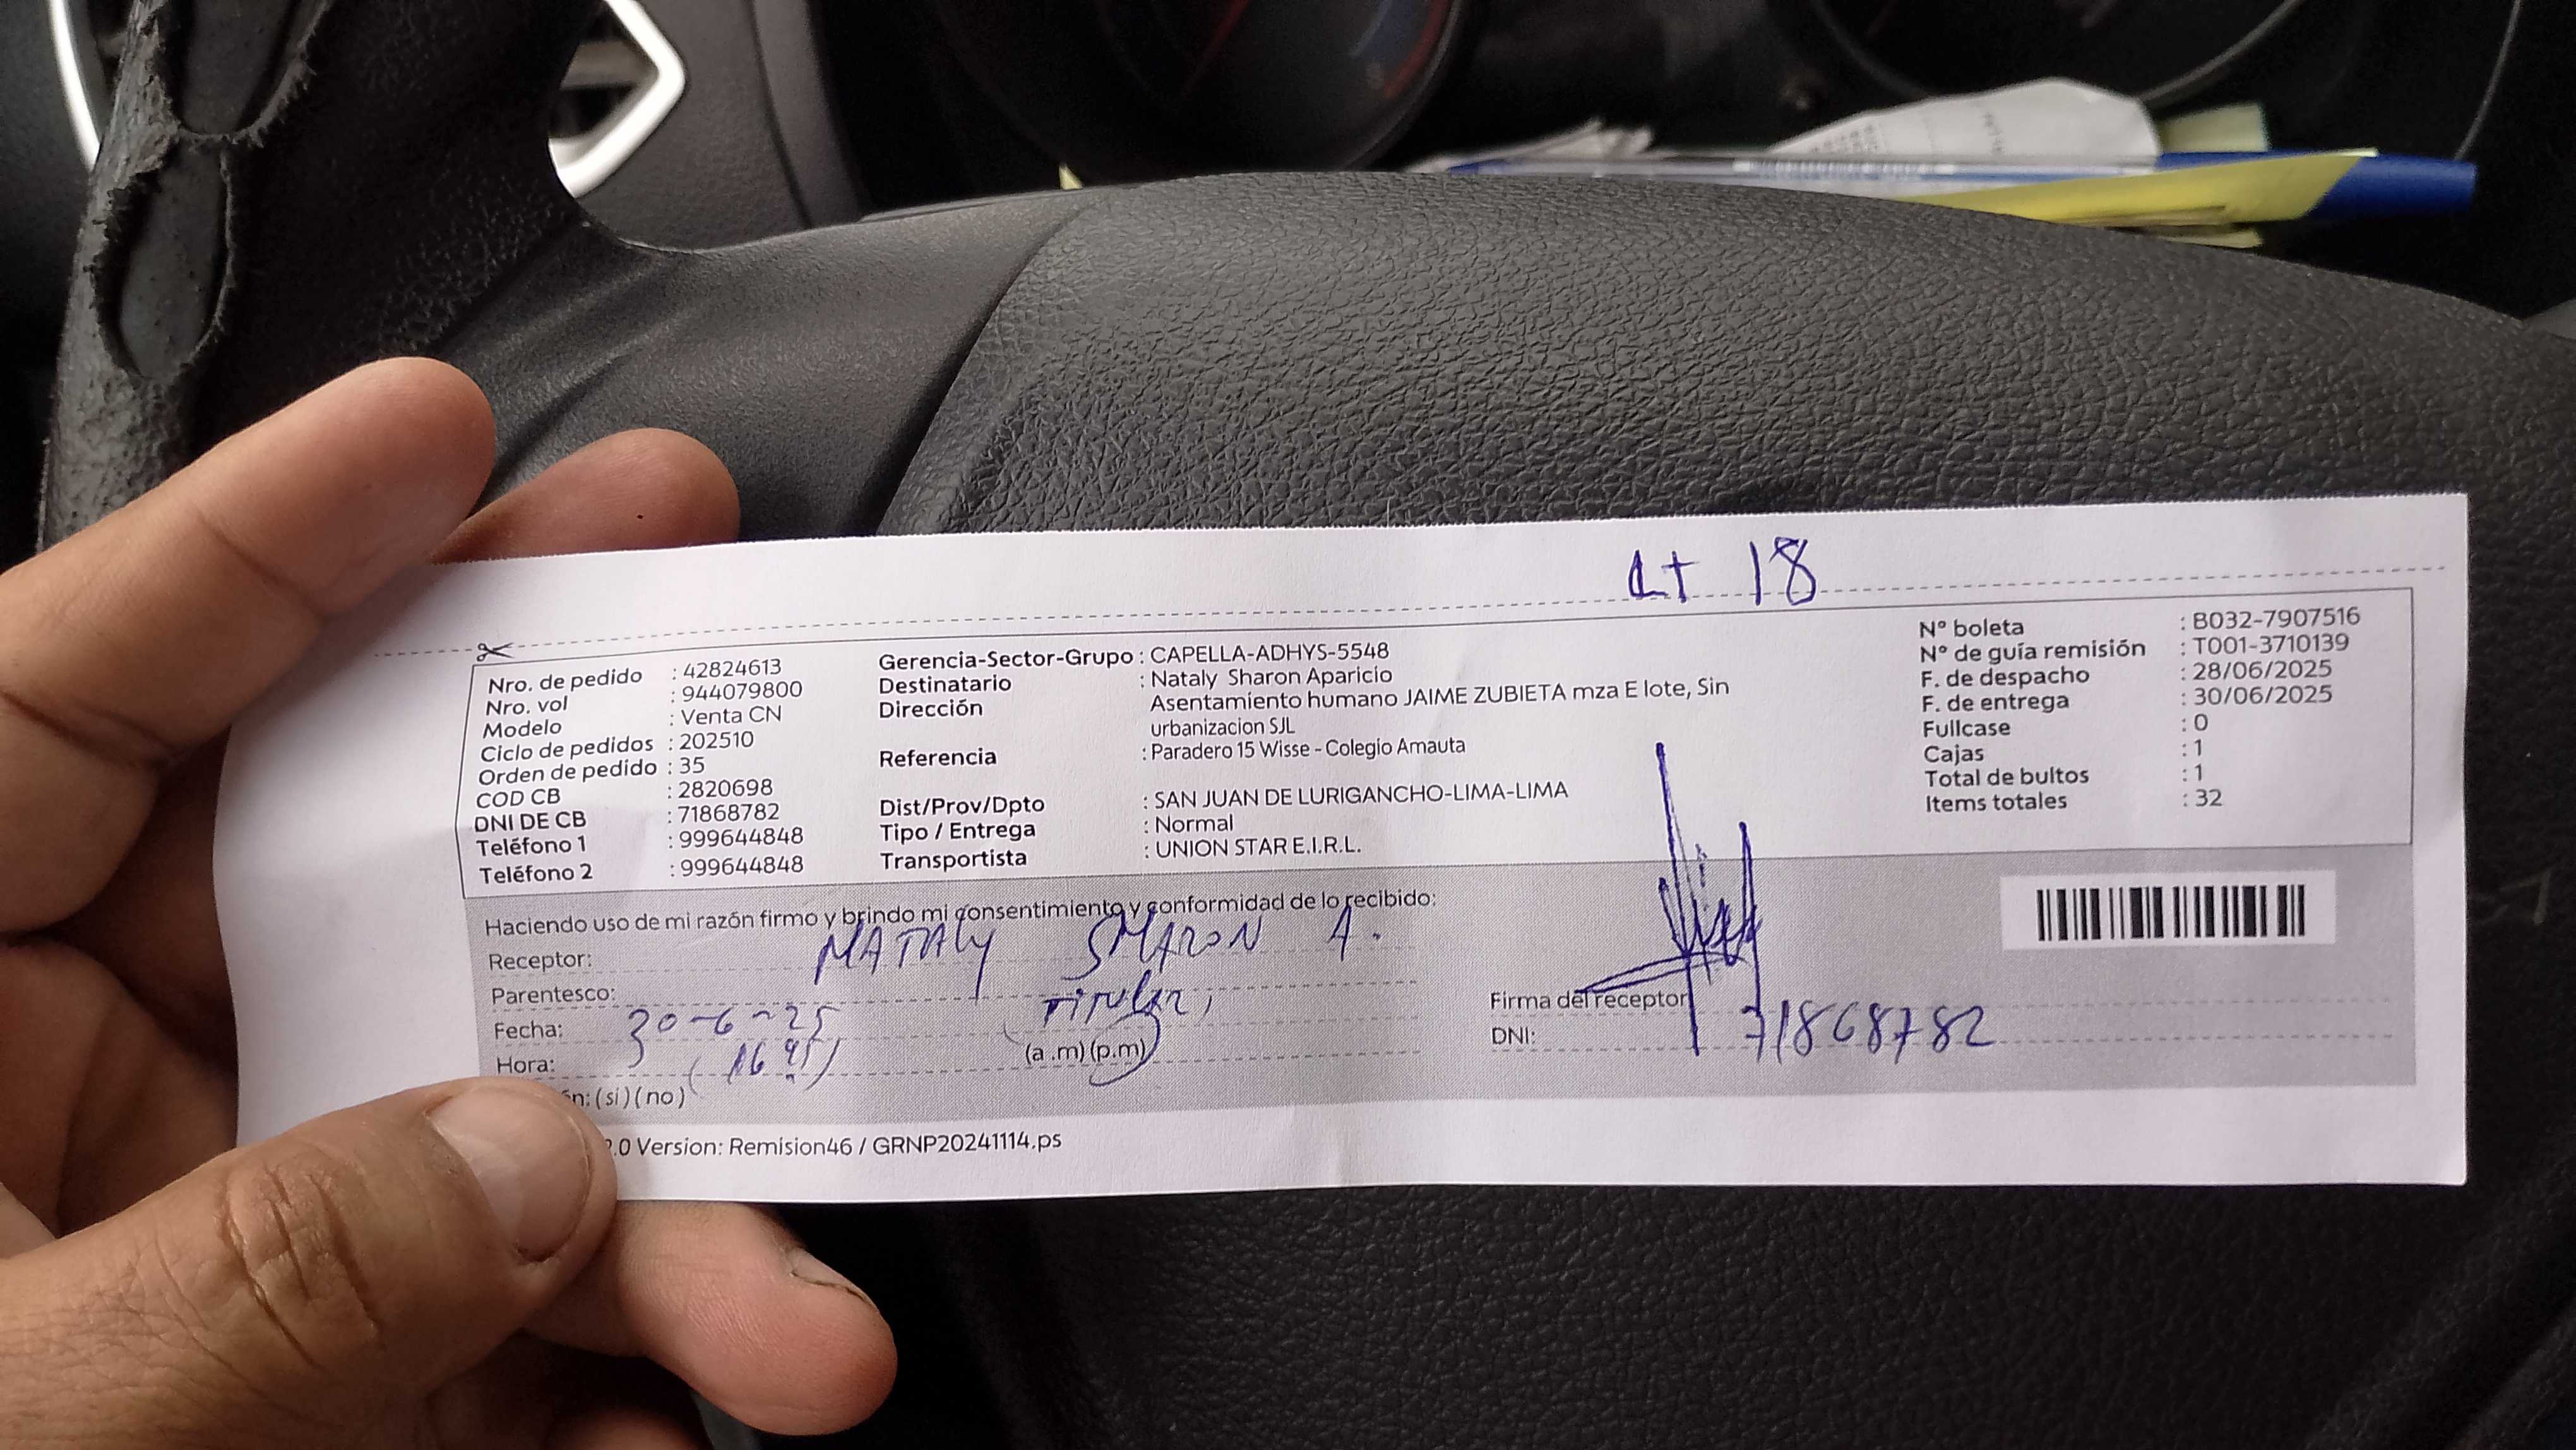 Lt 18
Nro. de pedido : 42824613
Nro. vol : 944079800
Modelo : Venta CN
Ciclo de pedidos : 202510
Orden de pedido : 35
COD CB : 2820698
DNI DE CB : 71868782
Teléfono 1 : 999644848
Teléfono 2 : 999644848
Gerencia-Sector-Grupo : CAPELLA-ADHYS-5548
Destinatario : Nataly Sharon Aparicio
Dirección Asentamiento humano JAIME ZUBIETA mza E lote, Sin
urbanizacion SJL
Referencia : Paradero 15 Wisse - Colegio Amauta
Dist/Prov/Dpto : SAN JUAN DE LURIGANCHO-LIMA-LIMA
Tipo / Entrega : Normal
Transportista : UNION STAR E.I.R.L.
N° boleta : B032-7907516
N° de guía remisión : T001-3710139
F. de despacho : 28/06/2025
F. de entrega : 30/06/2025
Fullcase : 0
Cajas : 1
Total de bultos : 1
Items totales : 32
Haciendo uso de mi razón firmo y brindo mi consentimiento y conformidad de lo recibido:
Receptor: NATALY SHARON A.
Parentesco: Titular,
Fecha: 30-6-25
Hora: (a.m) (p.m)
(si) (no)
Firma del receptor
DNI: 71868782
.0 Version: Remision46 / GRNP20241114.ps